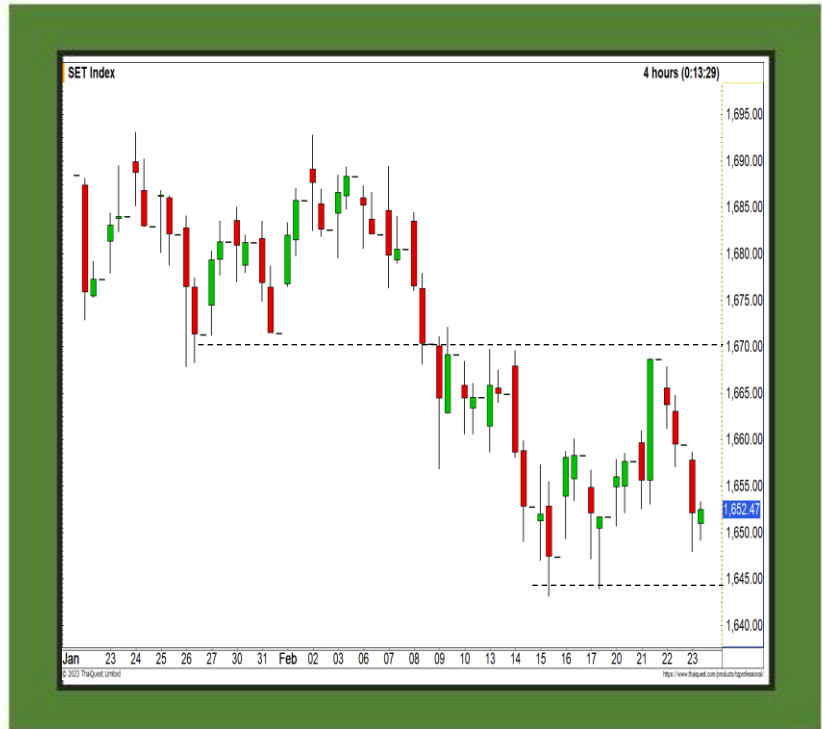 SET Index
4 hours (0:13:29)
1,695.00
1,690.00
1,685.00
1,680.00
1,675.00
1,670.00
1,665.00
1,660.00
1,655.00
1,652.47
1,650.00
1,645.00
1,640.00
Jan 23 24 25 26 27 30 31 Feb 02 03 06 07 08 09 10 13 14 15 16 17 20 21 22 23
© 2023 ThaiQuest Limited
https://www.thaiquest.com/products/tqprofessional/